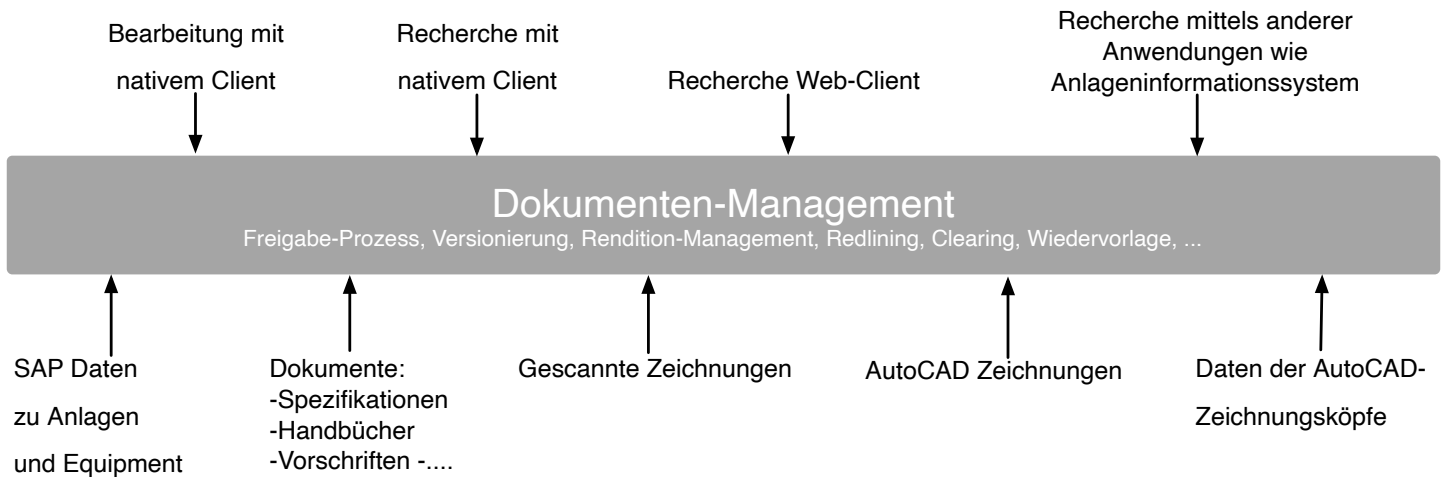 Bearbeitung mit
nativem Client
Recherche mit
nativem Client
Recherche Web-Client
Recherche mittels anderer
Anwendungen wie
Anlageninformationssystem
Dokumenten-Management
Freigabe-Prozess, Versionierung, Rendition-Management, Redlining, Clearing, Wiedervorlage, ...
SAP Daten
zu Anlagen
und Equipment
Dokumente:
-Spezifikationen
-Handbücher
-Vorschriften -....
Gescannte Zeichnungen
AutoCAD Zeichnungen
Daten der AutoCAD-
Zeichnungsköpfe